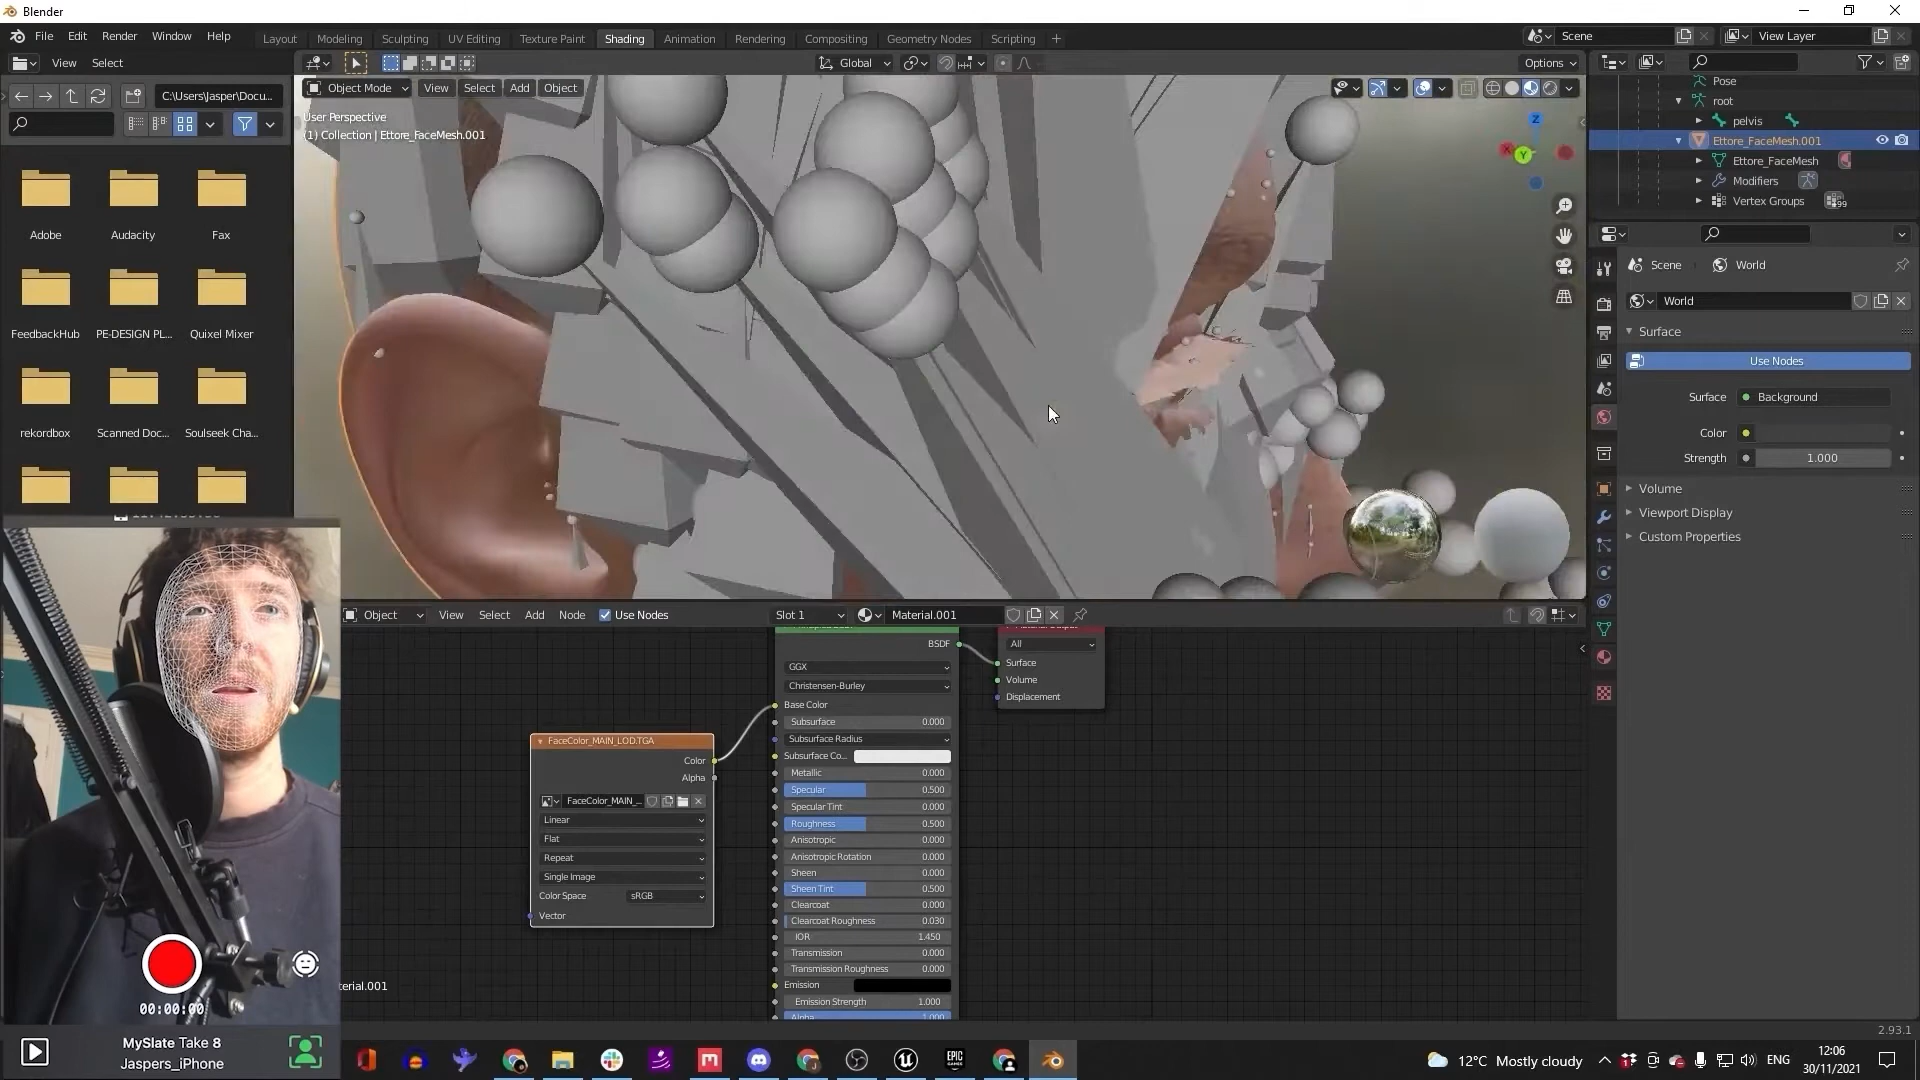 Blender
File Edit Render Window Help
Layout Modeling Sculpting UV Editing Texture Paint Shading Animation Rendering Compositing Geometry Nodes Scripting +
Scene
View Layer
View Select
Global
Options
C:\Users\Jasper\Docu...
Object Mode View Select Add Object
User Perspective
(1) Collection | Ettore_FaceMesh.001
Z
X
Y
Pose
root
pelvis
Ettore_FaceMesh.001
Ettore_FaceMesh
Modifiers
Vertex Groups
99
Adobe
Audacity
Fax
FeedbackHub
PE-DESIGN PL...
Quixel Mixer
rekordbox
Scanned Doc...
Soulseek Cha...
Scene World
World
Surface
Use Nodes
Surface Background
Color
Strength 1.000
Volume
Viewport Display
Custom Properties
Object View Select Add Node Use Nodes
Slot 1
Material.001
BSDF
GGX
Christensen-Burley
Base Color
Subsurface 0.000
Subsurface Radius
Subsurface Co...
Metallic 0.000
Specular 0.500
Specular Tint 0.000
Roughness 0.500
Anisotropic 0.000
Anisotropic Rotation 0.000
Sheen 0.000
Sheen Tint 0.500
Clearcoat 0.000
Clearcoat Roughness 0.030
IOR 1.450
Transmission 0.000
Transmission Roughness 0.000
Emission
Emission Strength 1.000
Alpha 1.000
All
Surface
Volume
Displacement
FaceColor_MAIN_LOD.TGA
Color
Alpha
FaceColor_MAIN_...
Linear
Flat
Repeat
Single Image
Color Space sRGB
Vector
terial.001
00:00:00
MySlate Take 8
Jaspers_iPhone
2.93.1
EPIC
GAMES
12°C Mostly cloudy
ENG
12:06
30/11/2021